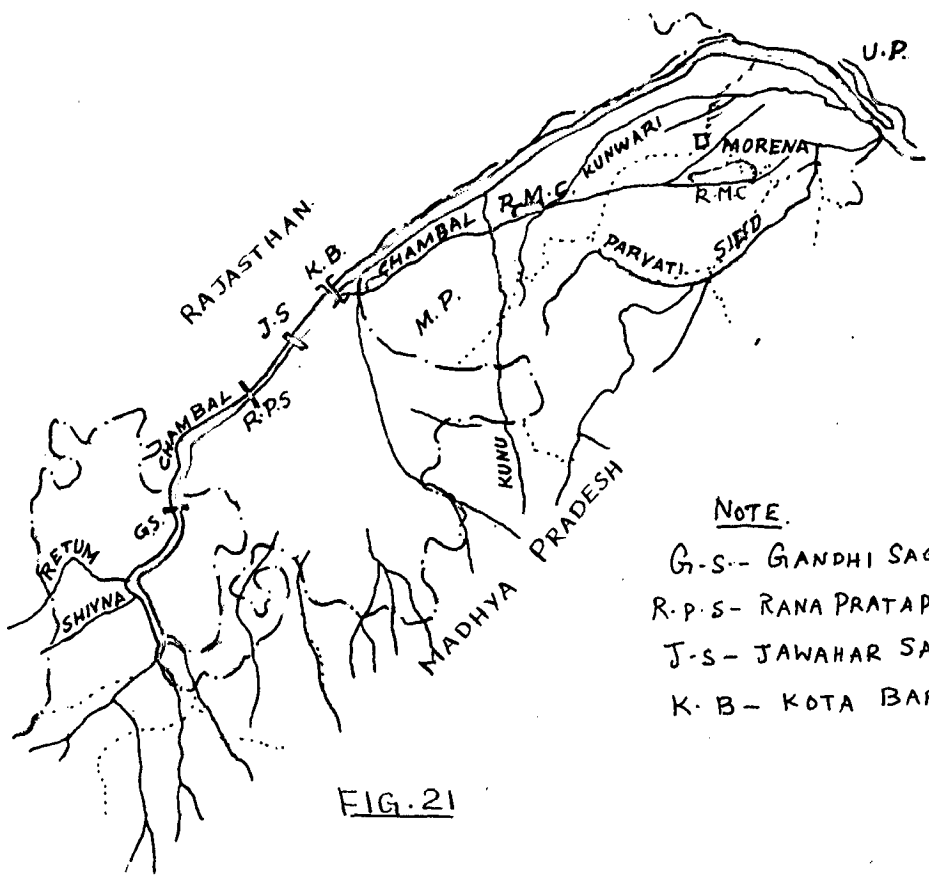 U.P.
KUNWARI
MORENA
R.M.C
R.M.C
CHAMBAL
PARVATI
SIND
RAJASTHAN
K.B.
M.P.
J.S
R.P.S
CHAMBAL
KUNU
G.S.
RETUM
SHIVNA
MADHYA PRADESH
NOTE.
G.S.- GANDHI SAG
R.P.S- RANA PRATAP
J.S- JAWAHAR SA
K.B- KOTA BAR
FIG.21